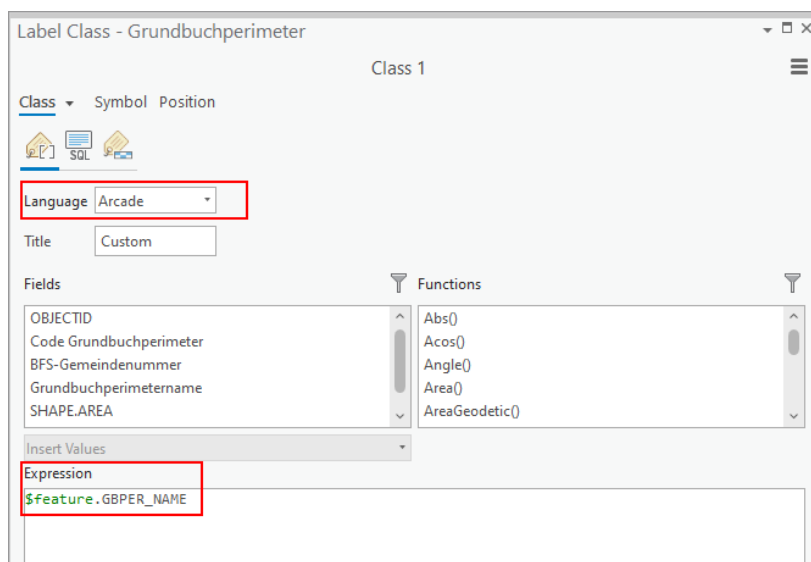 Label Class - Grundbuchperimeter
Class 1
Class Symbol Position
SQL
Language Arcade
Title Custom
Fields Functions
OBJECTID Abs()
Code Grundbuchperimeter Acos()
BFS-Gemeindenummer Angle()
Grundbuchperimetername Area()
SHAPE.AREA AreaGeodetic()
Insert Values
Expression
$feature.GBPER_NAME